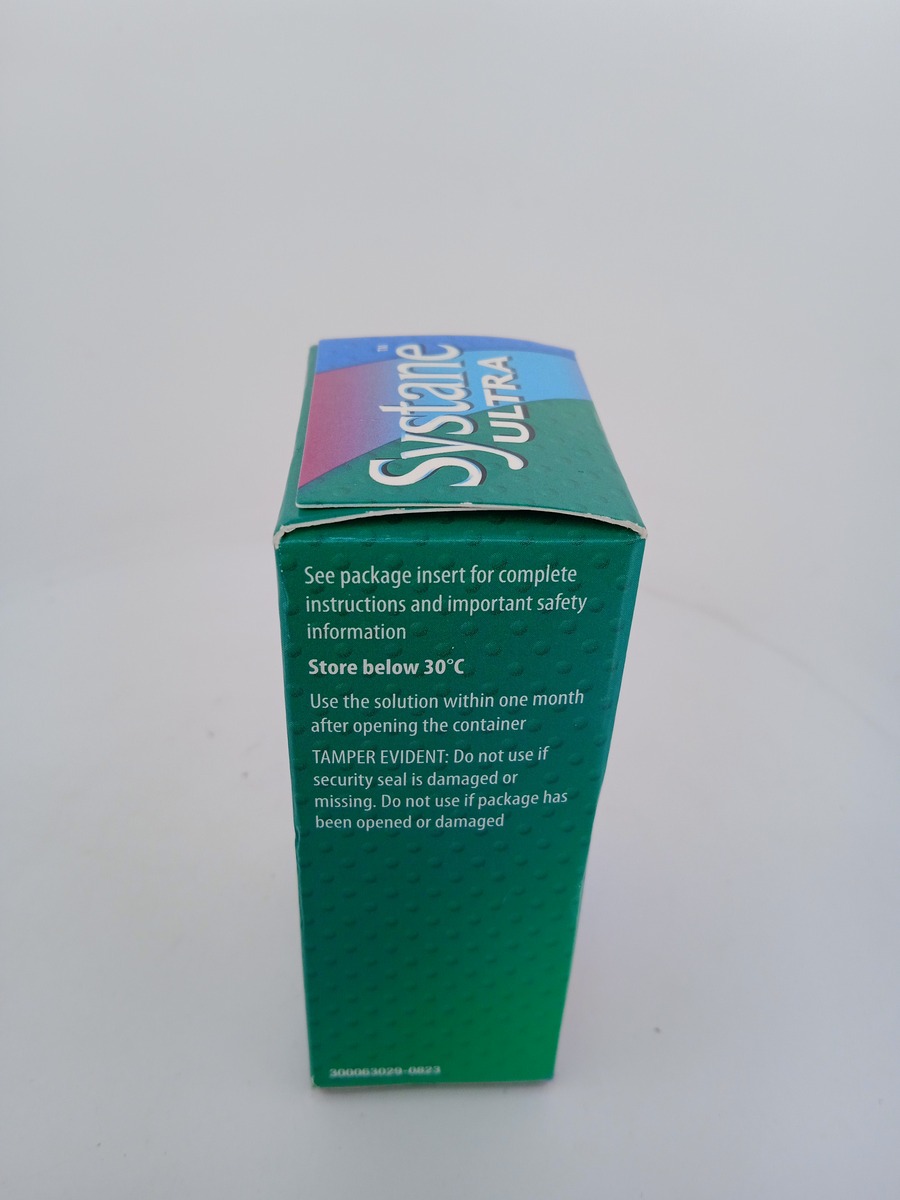 Systane™
ULTRA
See package insert for complete
instructions and important safety
information
Store below 30°C
Use the solution within one month
after opening the container
TAMPER EVIDENT: Do not use if
security seal is damaged or
missing. Do not use if package has
been opened or damaged
300063029-0823